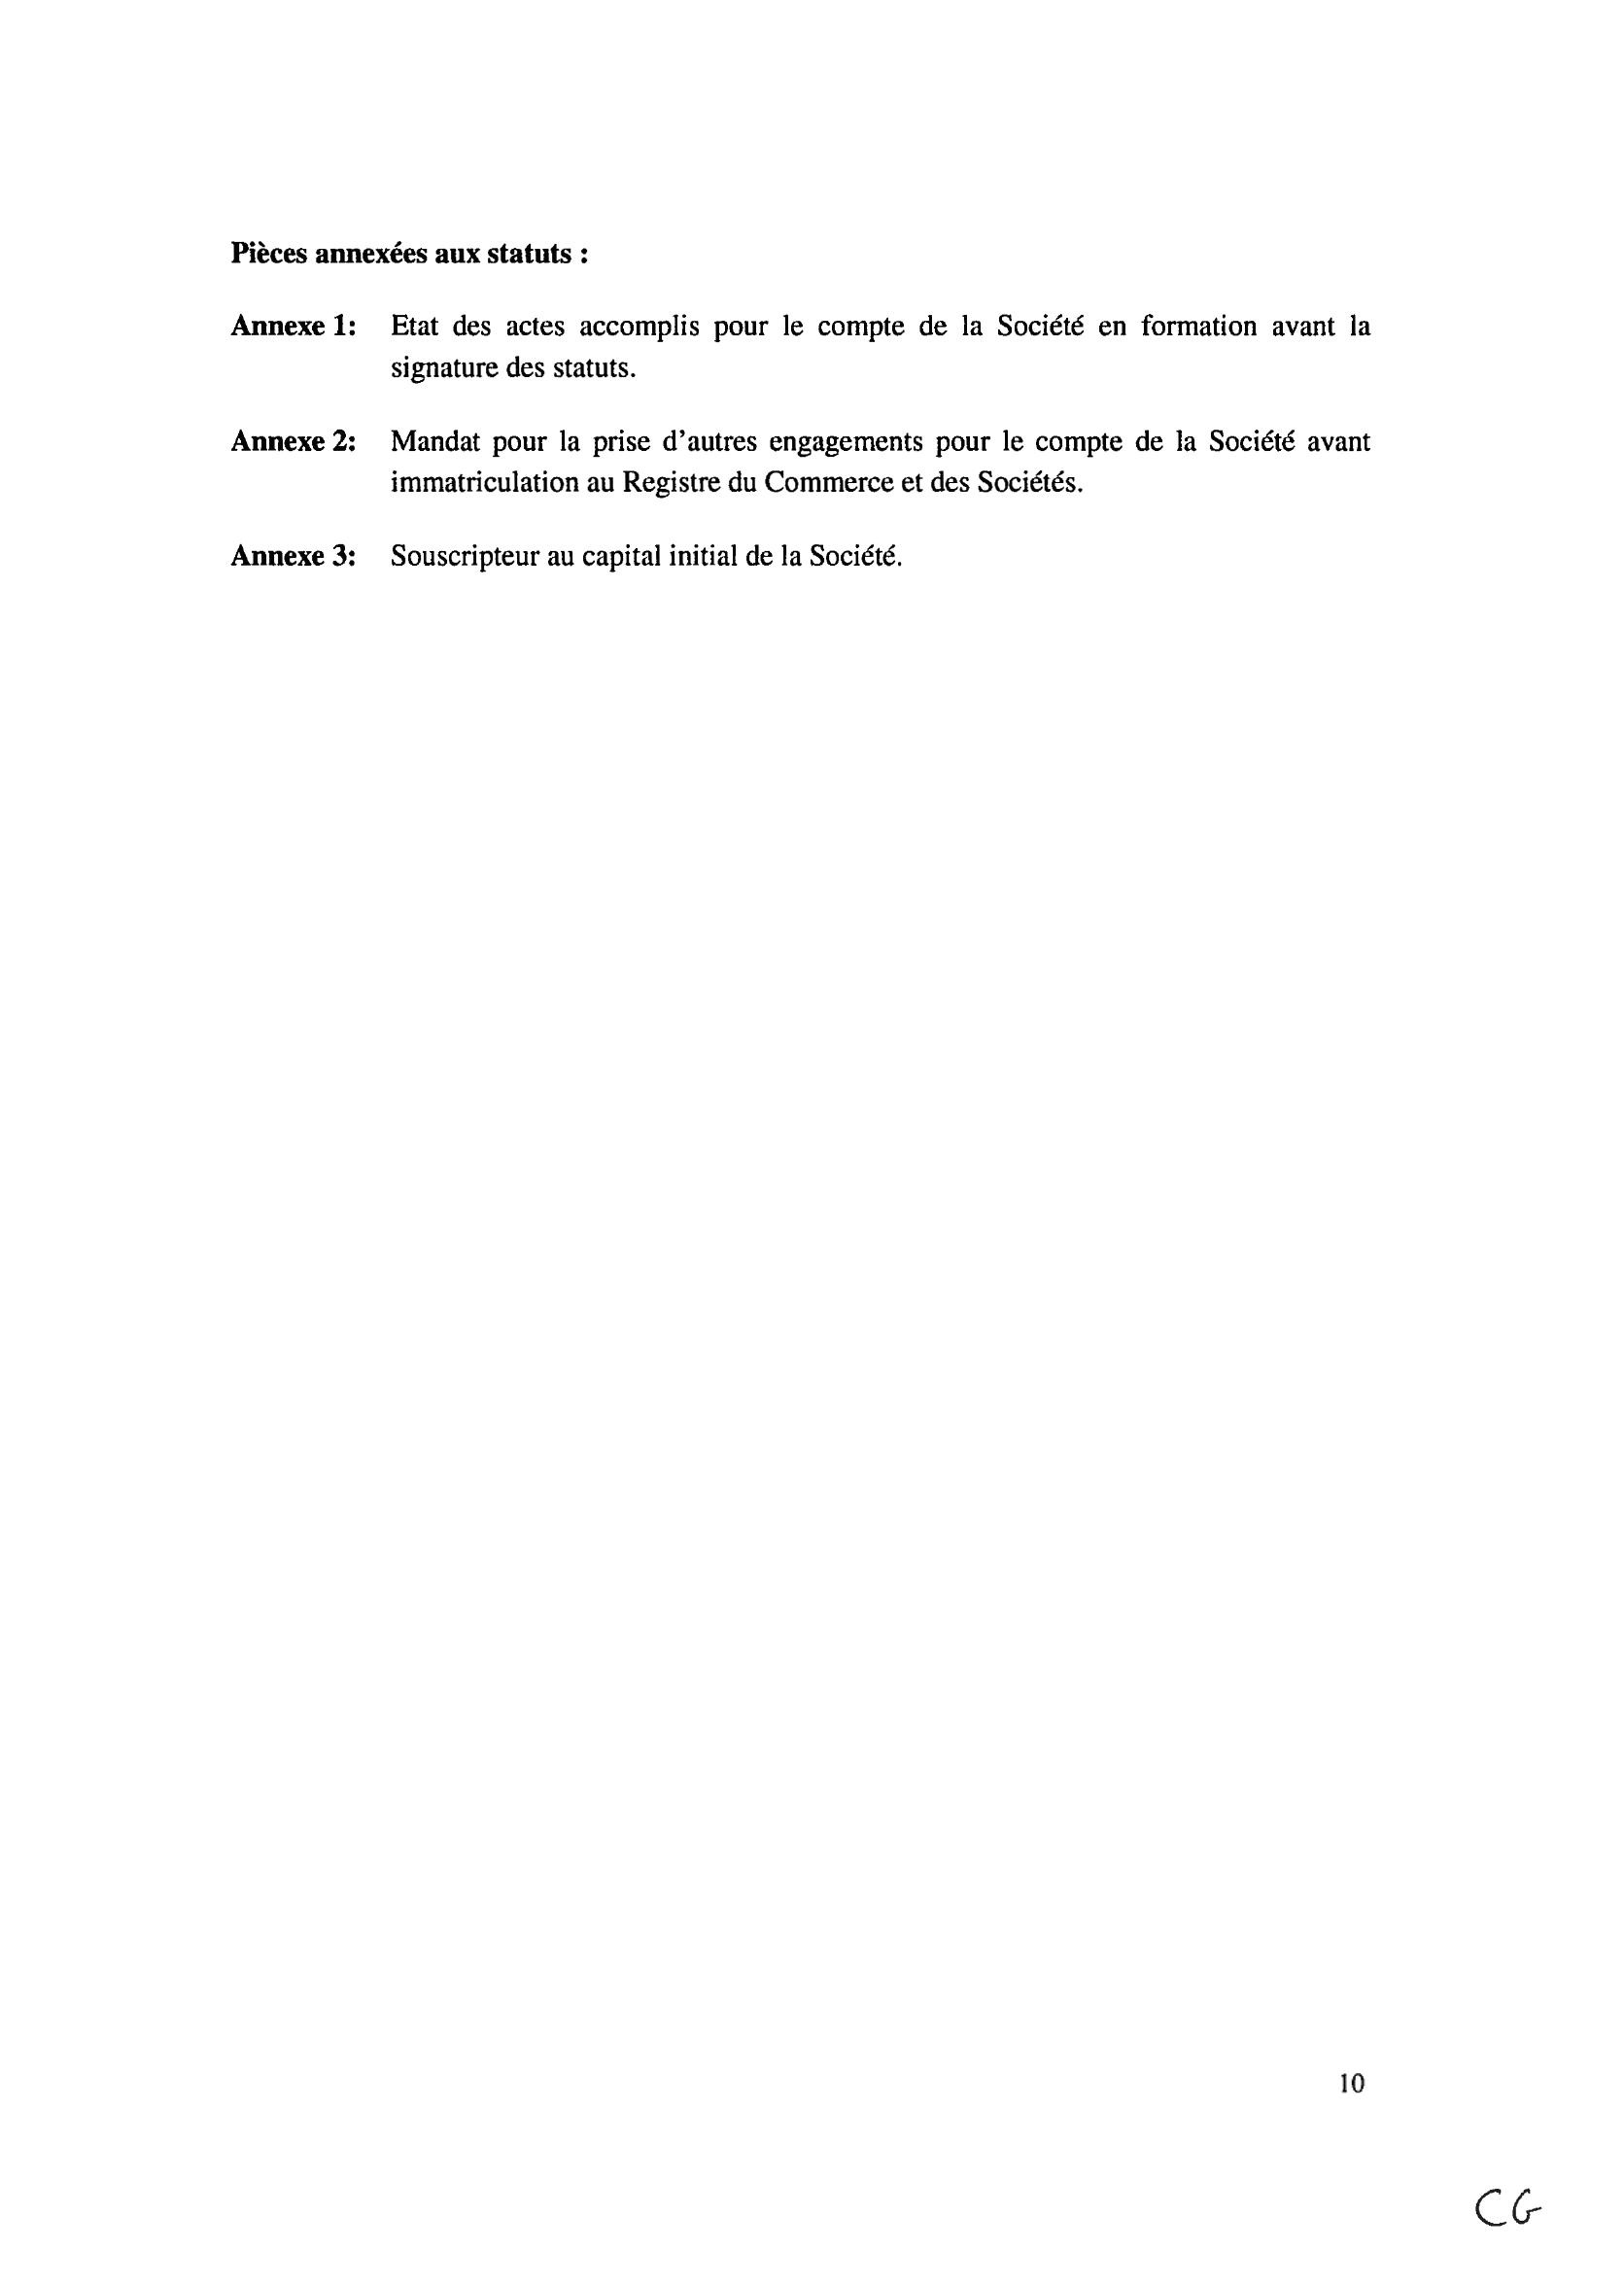 Pièces annexées aux statuts :
Annexe 1: Etat des actes accomplis pour le compte de la Société en formation avant la
signature des statuts.
Annexe 2: Mandat pour la prise d'autres engagements pour le compte de la Société avant
immatriculation au Registre du Commerce et des Sociétés.
Annexe 3: Souscripteur au capital initial de la Société.
10
CG